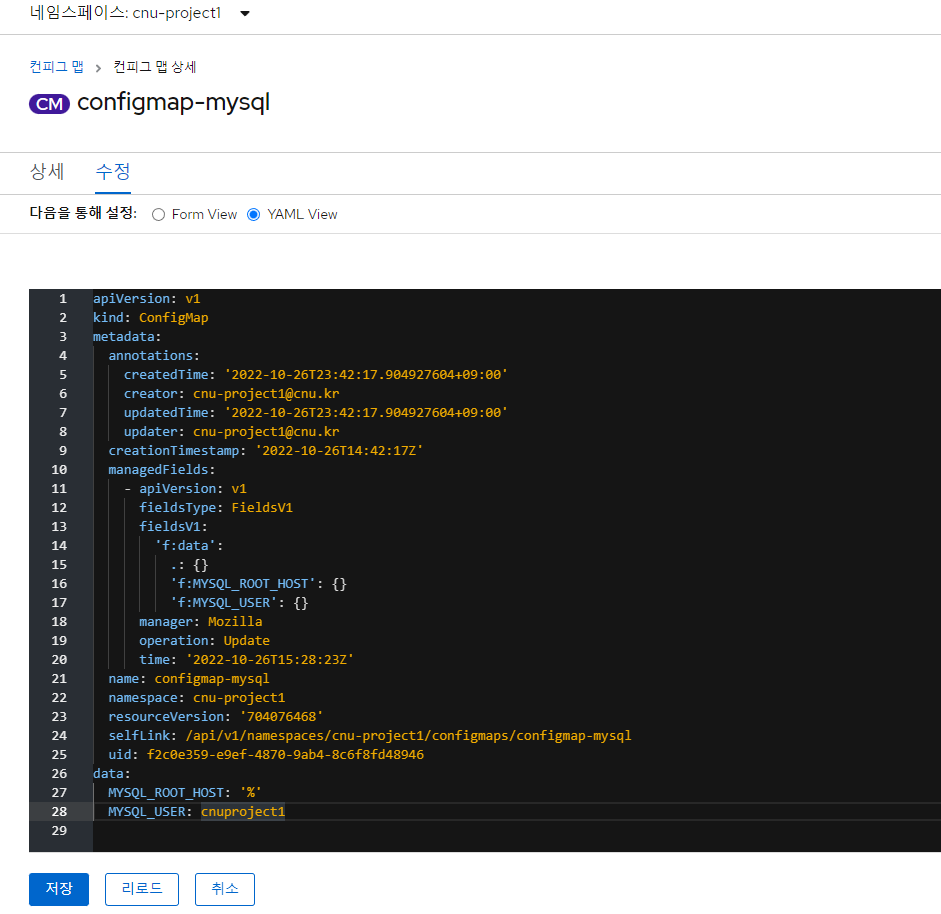 네임스페이스: cnu-project1
컨피그 맵 > 컨피그 맵 상세
CM configmap-mysql
상세 수정
다음을 통해 설정: Form View YAML View
1 apiVersion: v1
2 kind: ConfigMap
3 metadata:
4 annotations:
5 createdTime: '2022-10-26T23:42:17.904927604+09:00'
6 creator: cnu-project1@cnu.kr
7 updatedTime: '2022-10-26T23:42:17.904927604+09:00'
8 updater: cnu-project1@cnu.kr
9 creationTimestamp: '2022-10-26T14:42:17Z'
10 managedFields:
11 - apiVersion: v1
12 fieldsType: FieldsV1
13 fieldsV1:
14 'f:data':
15 .: {}
16 'f:MYSQL_ROOT_HOST': {}
17 'f:MYSQL_USER': {}
18 manager: Mozilla
19 operation: Update
20 time: '2022-10-26T15:28:23Z'
21 name: configmap-mysql
22 namespace: cnu-project1
23 resourceVersion: '704076468'
24 selfLink: /api/v1/namespaces/cnu-project1/configmaps/configmap-mysql
25 uid: f2c0e359-e9ef-4870-9ab4-8c6f8fd48946
26 data:
27 MYSQL_ROOT_HOST: '%'
28 MYSQL_USER: cnuproject1
29
저장 리로드 취소